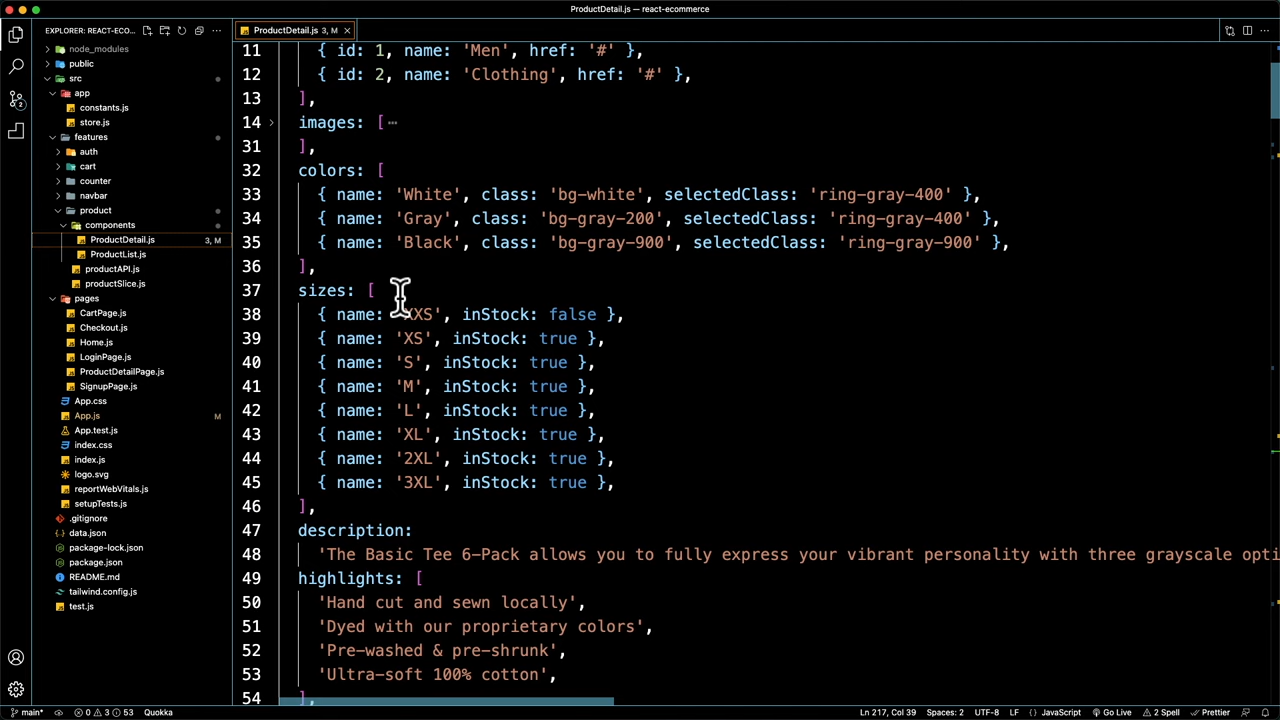 ProductDetail.js — react-ecommerce
EXPLORER: REACT-ECO...
ProductDetail.js 3, M
node_modules
public
src
app
constants.js
store.js
features
auth
cart
counter
navbar
product
components
ProductDetail.js 3, M
ProductList.js
productAPI.js
productSlice.js
pages
CartPage.js
Checkout.js
Home.js
LoginPage.js
ProductDetailPage.js
SignupPage.js
App.css
App.js M
App.test.js
index.css
index.js
logo.svg
reportWebVitals.js
setupTests.js
.gitignore
data.json
package-lock.json
package.json
README.md
tailwind.config.js
test.js
11 { id: 1, name: 'Men', href: '#' },
12 { id: 2, name: 'Clothing', href: '#' },
13 ],
14 images: [⋯
31 ],
32 colors: [
33 { name: 'White', class: 'bg-white', selectedClass: 'ring-gray-400' },
34 { name: 'Gray', class: 'bg-gray-200', selectedClass: 'ring-gray-400' },
35 { name: 'Black', class: 'bg-gray-900', selectedClass: 'ring-gray-900' },
36 ],
37 sizes: [
38 { name: 'XXS', inStock: false },
39 { name: 'XS', inStock: true },
40 { name: 'S', inStock: true },
41 { name: 'M', inStock: true },
42 { name: 'L', inStock: true },
43 { name: 'XL', inStock: true },
44 { name: '2XL', inStock: true },
45 { name: '3XL', inStock: true },
46 ],
47 description:
48 'The Basic Tee 6-Pack allows you to fully express your vibrant personality with three grayscale opti
49 highlights: [
50 'Hand cut and sewn locally',
51 'Dyed with our proprietary colors',
52 'Pre-washed & pre-shrunk',
53 'Ultra-soft 100% cotton',
54 ],
main* 0 3 53 Quokka Ln 217, Col 39 Spaces: 2 UTF-8 LF {} JavaScript Go Live 2 Spell Prettier